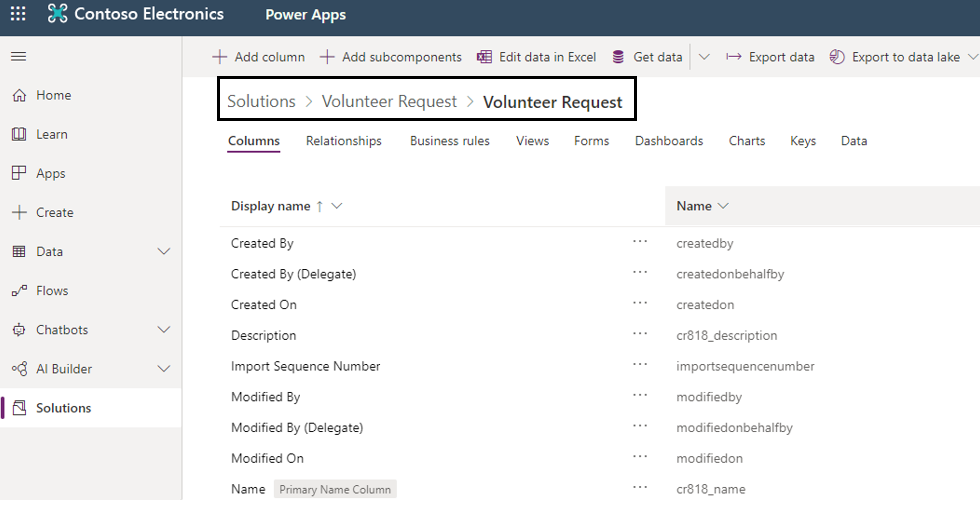 Contoso Electronics Power Apps
Add column Add subcomponents Edit data in Excel Get data Export data Export to data lake
Solutions > Volunteer Request > Volunteer Request
Home
Learn
Apps
Create
Data
Flows
Chatbots
AI Builder
Solutions
Columns Relationships Business rules Views Forms Dashboards Charts Keys Data
Display name ↑ Name
Created By ··· createdby
Created By (Delegate) ··· createdonbehalfby
Created On ··· createdon
Description ··· cr818_description
Import Sequence Number ··· importsequencenumber
Modified By ··· modifiedby
Modified By (Delegate) ··· modifiedonbehalfby
Modified On ··· modifiedon
Name Primary Name Column ··· cr818_name